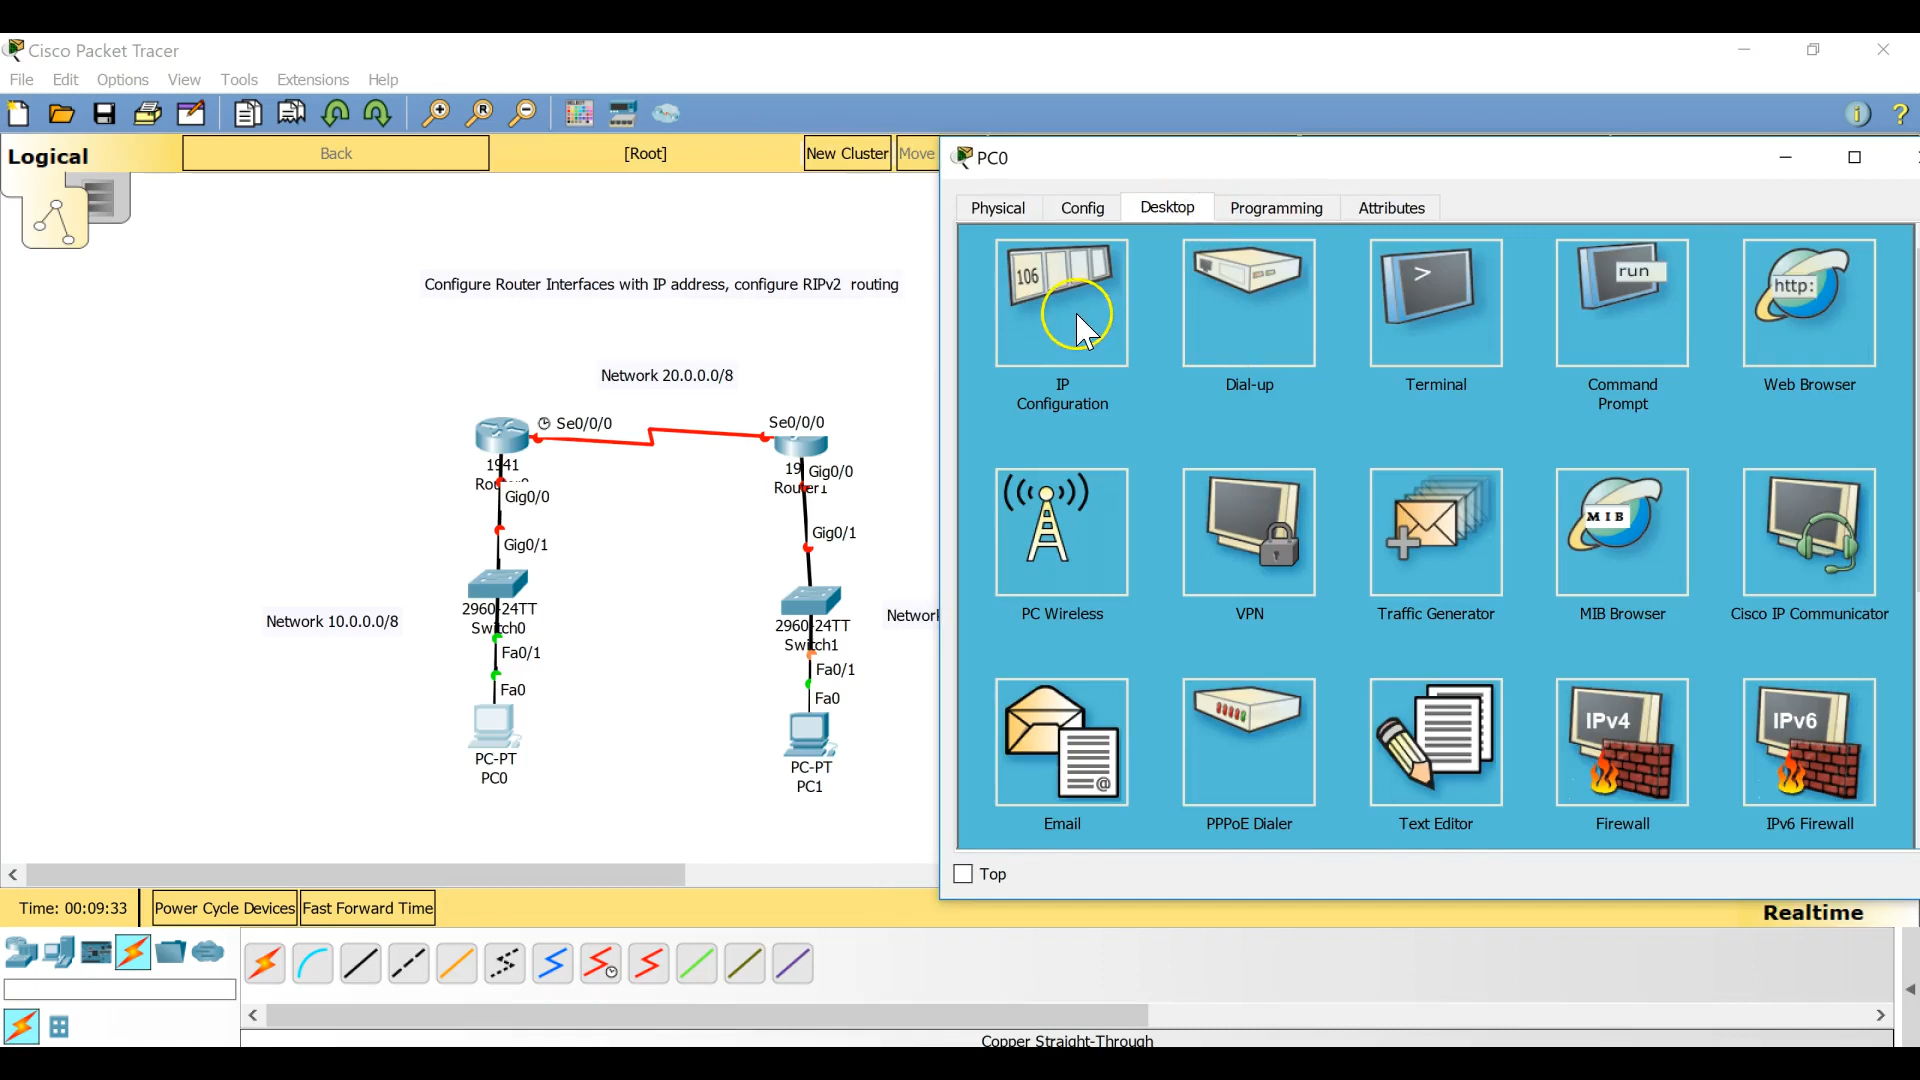 Cisco Packet Tracer
File Edit Options View Tools Extensions Help
Logical
Back
[Root]
New Cluster
Move
Configure Router Interfaces with IP address, configure RIPv2 routing
Network 20.0.0.0/8
Se0/0/0
Se0/0/0
1941
Gig0/0
Router1
Gig0/0
Gig0/1
Gig0/1
2960-24TT
Switch0
2960-24TT
Switch1
Network 10.0.0.0/8
Network
Fa0/1
Fa0/1
Fa0
Fa0
PC-PT
PC0
PC-PT
PC1
PC0
Physical Config Desktop Programming Attributes
106
run
http:
IP
Configuration
Dial-up
Terminal
Command
Prompt
Web Browser
MIB
PC Wireless
VPN
Traffic Generator
MIB Browser
Cisco IP Communicator
IPv4
IPv6
Email
PPPoE Dialer
Text Editor
Firewall
IPv6 Firewall
Top
Time: 00:09:33
Power Cycle Devices
Fast Forward Time
Realtime
Copper Straight-Through